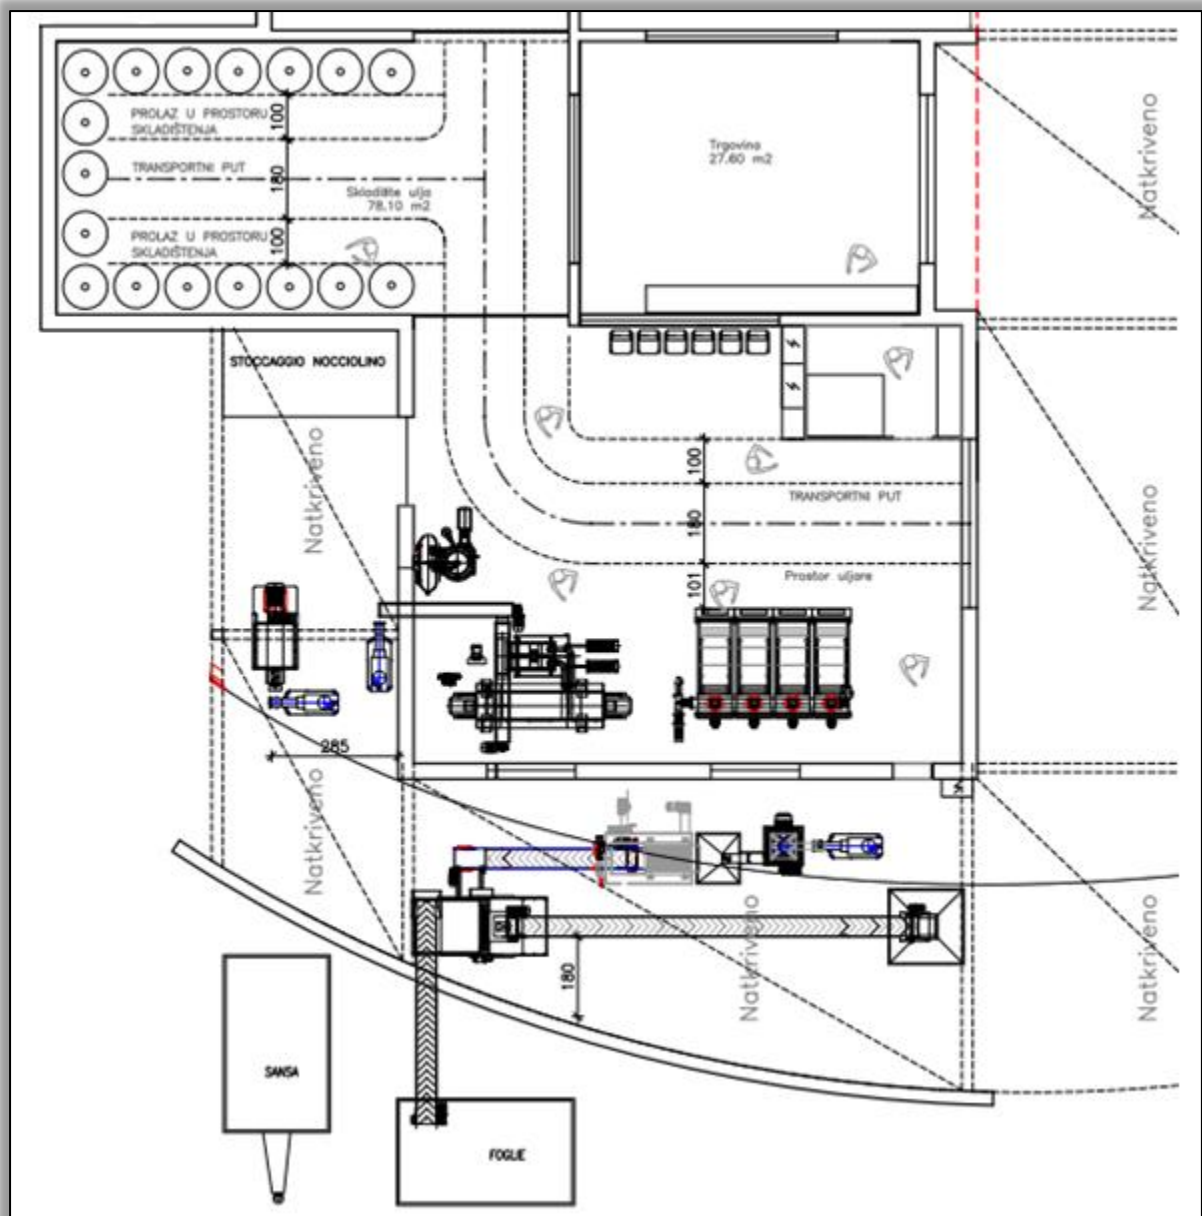 PROLAZ U PROSTORU
SKLADIŠTENJA
100
TRANSPORTNI PUT
180
Skladište ulja
78,10 m2
PROLAZ U PROSTORU
SKLADIŠTENJA
100
Trgovina
27.60 m2
Natkriveno
STOCCAGGIO NOCCIOLINO
Natkriveno
100
TRANSPORTNI PUT
180
Natkriveno
101
Prostor uljare
285
Natkriveno
Natkriveno
Natkriveno
180
SANSA
FOGLIE